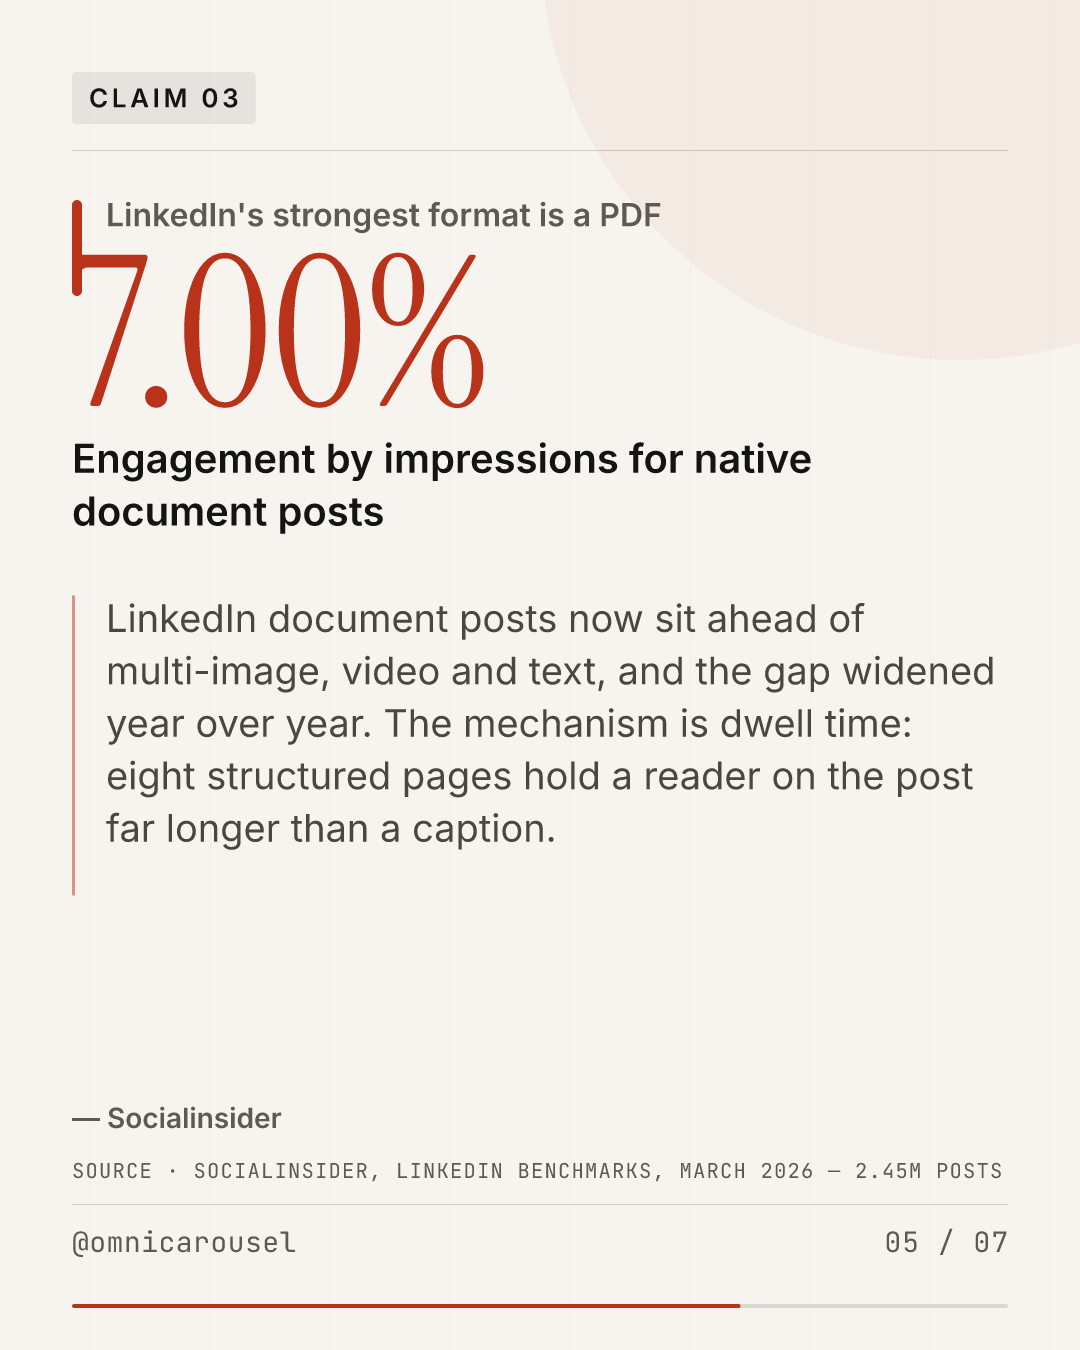 CLAIM 03
LinkedIn's strongest format is a PDF
7.00%
Engagement by impressions for native
document posts
LinkedIn document posts now sit ahead of
multi-image, video and text, and the gap widened
year over year. The mechanism is dwell time:
eight structured pages hold a reader on the post
far longer than a caption.
— Socialinsider
SOURCE · SOCIALINSIDER, LINKEDIN BENCHMARKS, MARCH 2026 — 2.45M POSTS
@omnicarousel
05 / 07